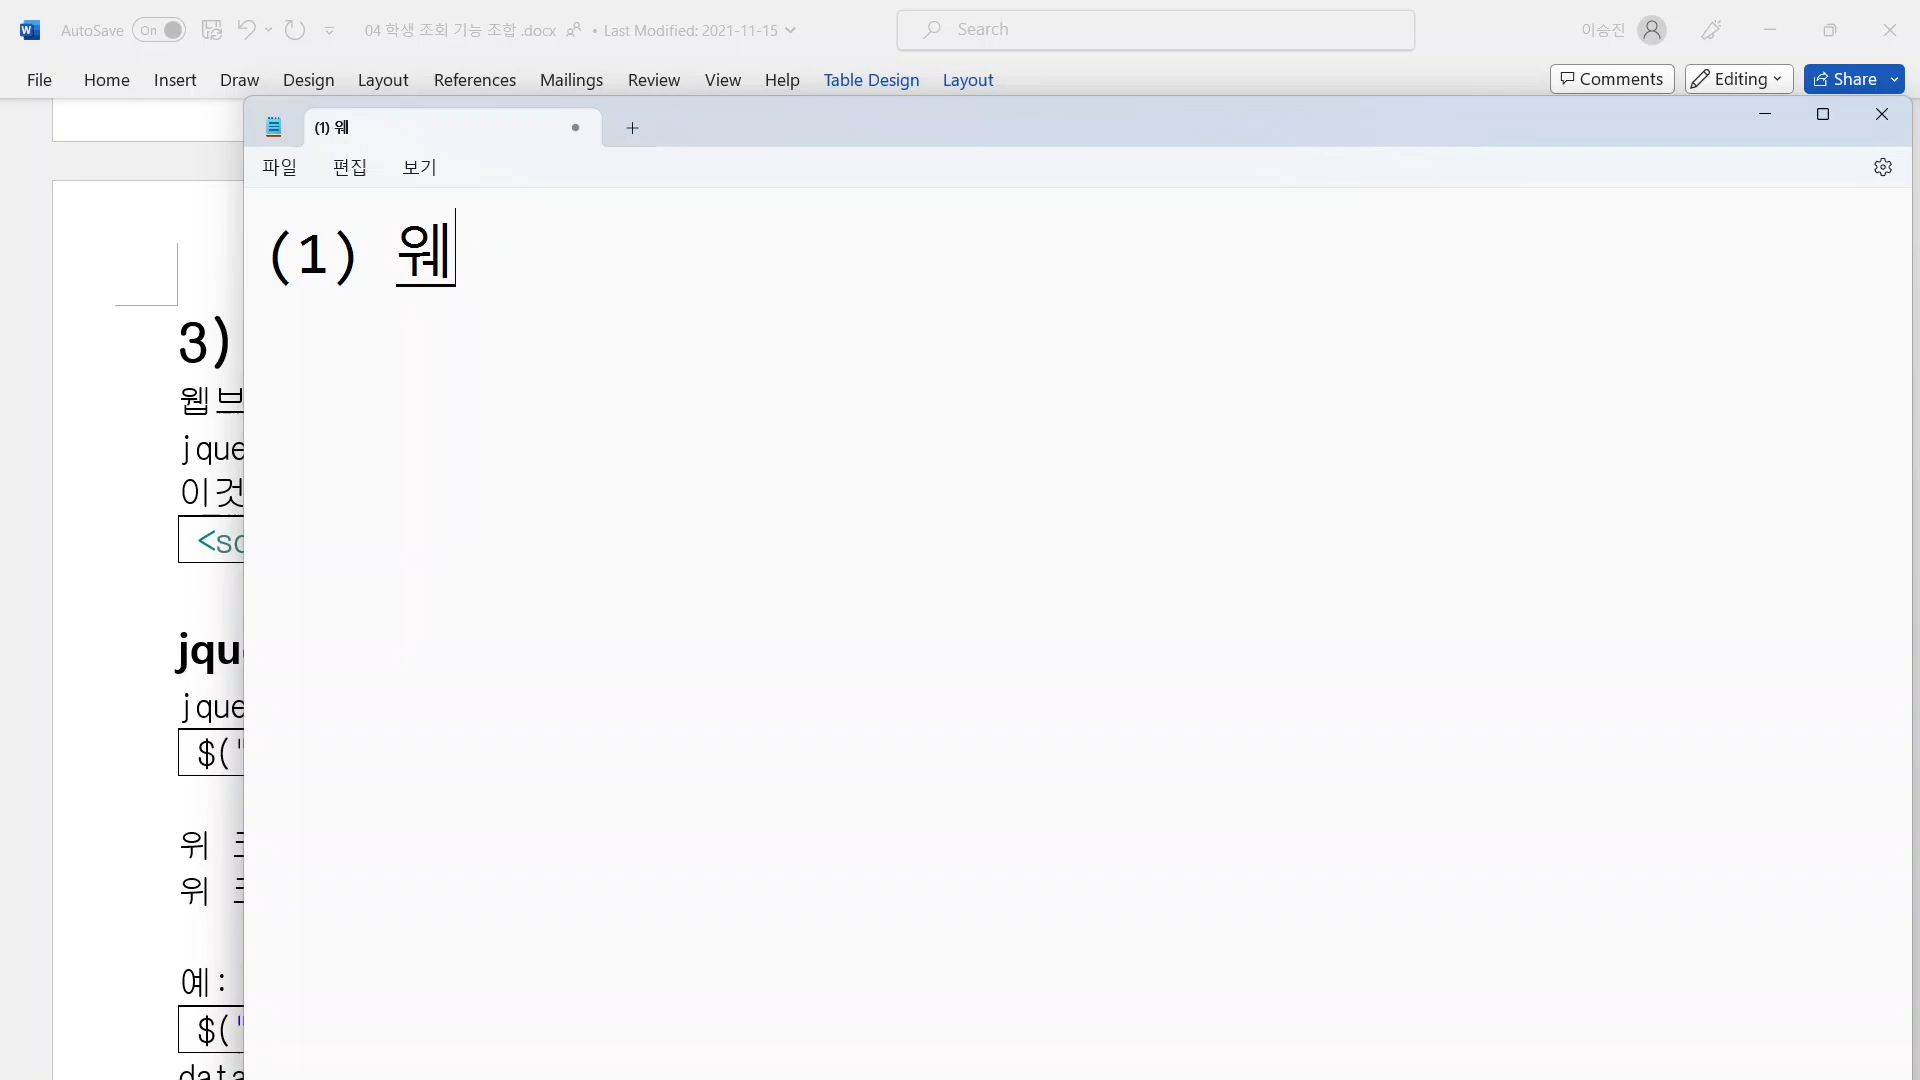 AutoSave On 04 학생 조회 기능 조합 .docx • Last Modified: 2021-11-15 Search 이승진
File Home Insert Draw Design Layout References Mailings Review View Help Table Design Layout Comments Editing Share
(1) 웨
파일 편집 보기
(1) 웨
3)
웹브
jque
이것
<sc
jque
jque
$("
위
위
예:
$("
data